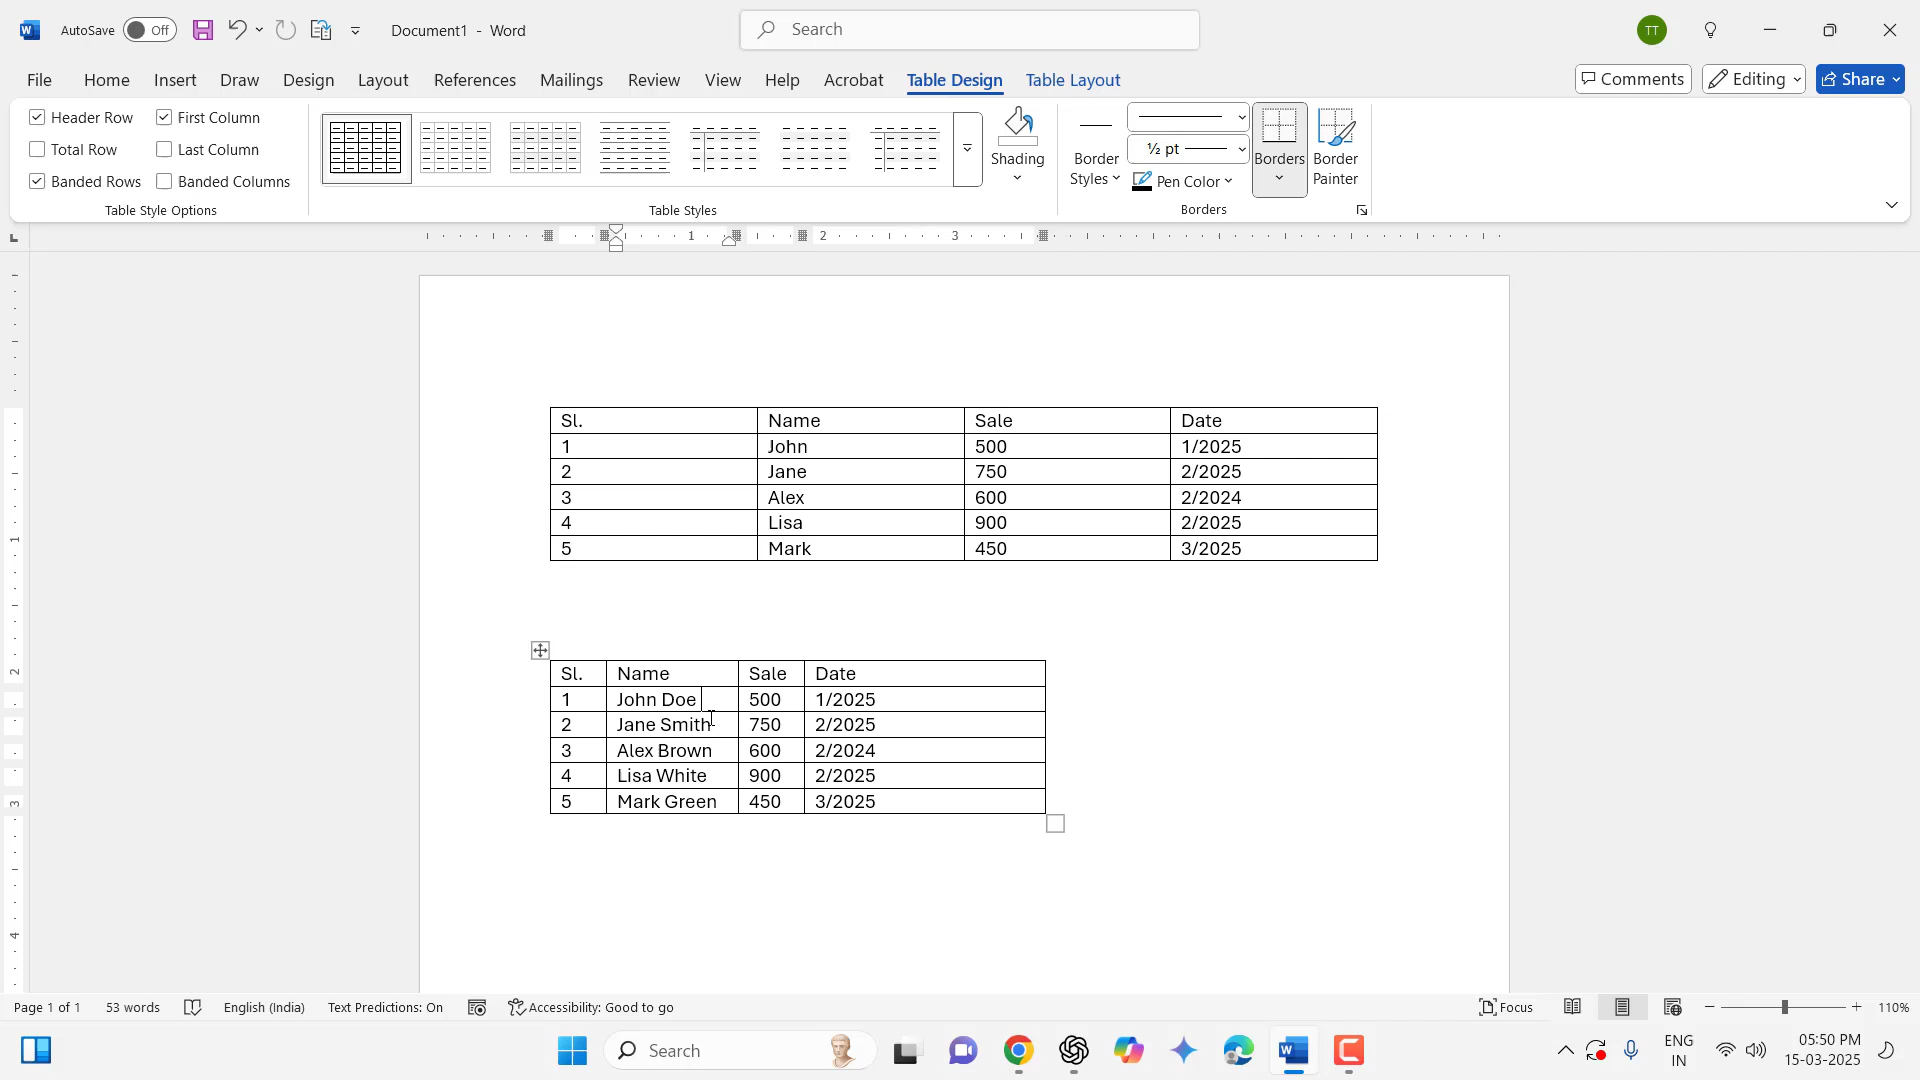 AutoSave Off Document1 - Word Search TT
File Home Insert Draw Design Layout References Mailings Review View Help Acrobat Table Design Table Layout Comments Editing Share
Header Row First Column
Total Row Last Column
Banded Rows Banded Columns
Table Style Options
Table Styles
Shading
Border Styles
½ pt
Pen Color
Borders
Border Painter
Borders
1 2 3
Sl. Name Sale Date
1 John 500 1/2025
2 Jane 750 2/2025
3 Alex 600 2/2024
4 Lisa 900 2/2025
5 Mark 450 3/2025
Sl. Name Sale Date
1 John Doe 500 1/2025
2 Jane Smith 750 2/2025
3 Alex Brown 600 2/2024
4 Lisa White 900 2/2025
5 Mark Green 450 3/2025
1
2
3
4
Page 1 of 1 53 words English (India) Text Predictions: On Accessibility: Good to go Focus 110%
Search
ENG
IN
05:50 PM
15-03-2025